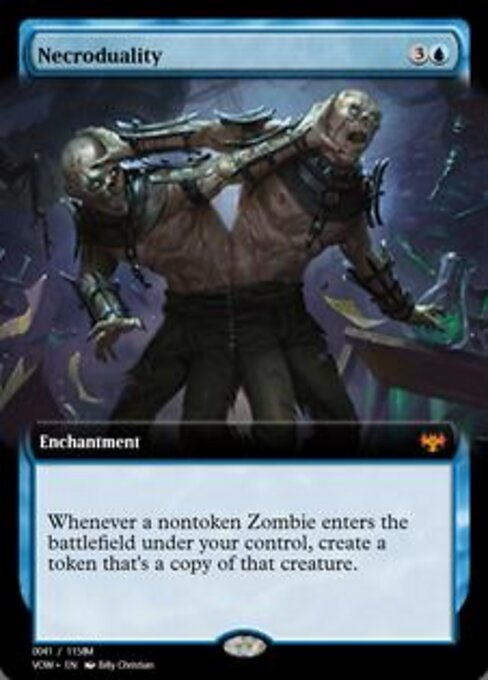 Necroduality 3
Enchantment
Whenever a nontoken Zombie enters the
battlefield under your control, create a
token that's a copy of that creature.
0041 / 1158M
VOW • EN Billy Christian